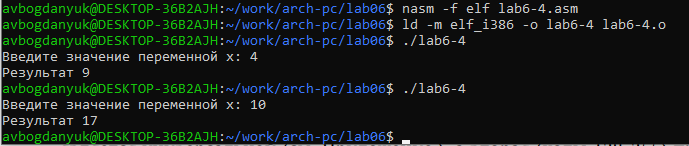 avbogdanyuk@DESKTOP-36B2AJH:~/work/arch-pc/lab06$ nasm -f elf lab6-4.asm
avbogdanyuk@DESKTOP-36B2AJH:~/work/arch-pc/lab06$ ld -m elf_i386 -o lab6-4 lab6-4.o
avbogdanyuk@DESKTOP-36B2AJH:~/work/arch-pc/lab06$ ./lab6-4
Введите значение переменной x: 4
Результат 9
avbogdanyuk@DESKTOP-36B2AJH:~/work/arch-pc/lab06$ ./lab6-4
Введите значение переменной x: 10
Результат 17
avbogdanyuk@DESKTOP-36B2AJH:~/work/arch-pc/lab06$